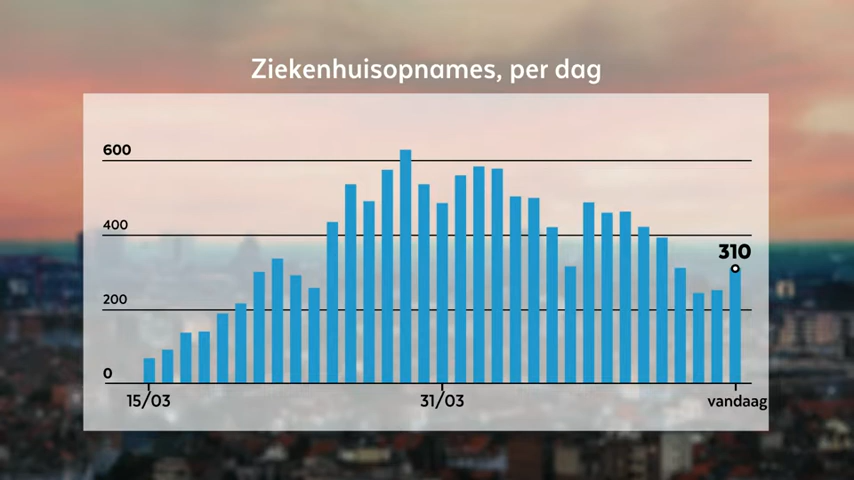 Ziekenhuisopnames, per dag
600
400
310
200
0
15/03 31/03 vandaag